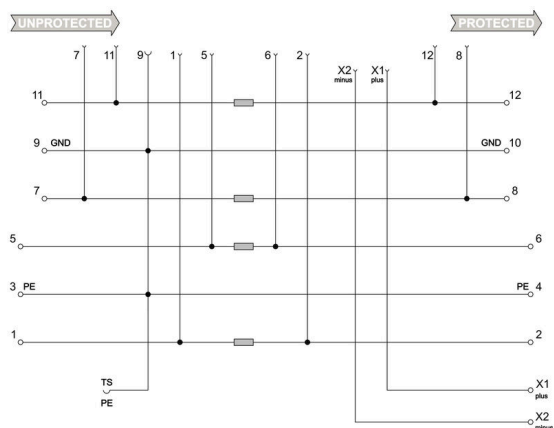 UNPROTECTED PROTECTED
7 11 9 1 5 6 2 12 8
X2 X1
minus plus
11 12
9 GND GND 10
7 8
5 6
3 PE PE 4
1 2
TS X1
PE plus
X2
minus